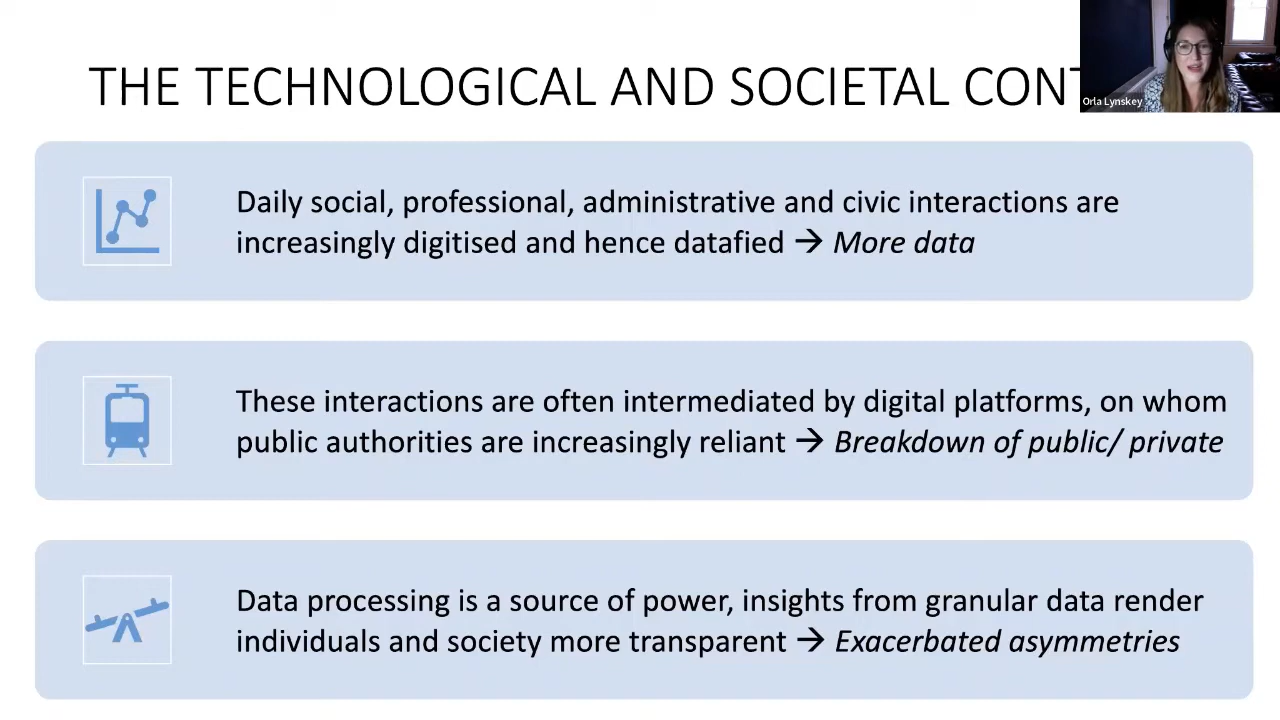 THE TECHNOLOGICAL AND SOCIETAL CONT
Orla Lynskey
Daily social, professional, administrative and civic interactions are
increasingly digitised and hence datafied → More data
These interactions are often intermediated by digital platforms, on whom
public authorities are increasingly reliant → Breakdown of public/ private
Data processing is a source of power, insights from granular data render
individuals and society more transparent → Exacerbated asymmetries